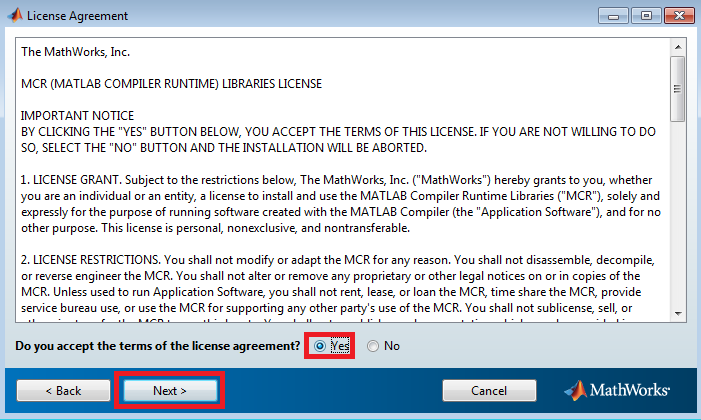 License Agreement
The MathWorks, Inc.
MCR (MATLAB COMPILER RUNTIME) LIBRARIES LICENSE
IMPORTANT NOTICE
BY CLICKING THE "YES" BUTTON BELOW, YOU ACCEPT THE TERMS OF THIS LICENSE. IF YOU ARE NOT WILLING TO DO
SO, SELECT THE "NO" BUTTON AND THE INSTALLATION WILL BE ABORTED.
1. LICENSE GRANT. Subject to the restrictions below, The MathWorks, Inc. ("MathWorks") hereby grants to you, whether
you are an individual or an entity, a license to install and use the MATLAB Compiler Runtime Libraries ("MCR"), solely and
expressly for the purpose of running software created with the MATLAB Compiler (the "Application Software"), and for no
other purpose. This license is personal, nonexclusive, and nontransferable.
2. LICENSE RESTRICTIONS. You shall not modify or adapt the MCR for any reason. You shall not disassemble, decompile,
or reverse engineer the MCR. You shall not alter or remove any proprietary or other legal notices on or in copies of the
MCR. Unless used to run Application Software, you shall not rent, lease, or loan the MCR, time share the MCR, provide
service bureau use, or use the MCR for supporting any other party's use of the MCR. You shall not sublicense, sell, or
Do you accept the terms of the license agreement? Yes No
< Back Next > Cancel MathWorks